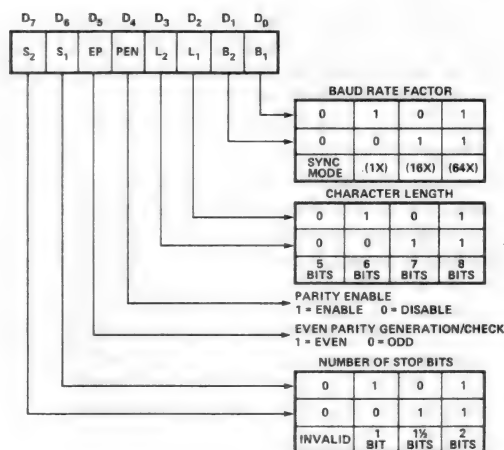 D7 D6 D5 D4 D3 D2 D1 D0
S2 S1 EP PEN L2 L1 B2 B1
BAUD RATE FACTOR
0 1 0 1
0 0 1 1
SYNC MODE (1X) (16X) (64X)
CHARACTER LENGTH
0 1 0 1
0 0 1 1
5 BITS 6 BITS 7 BITS 8 BITS
PARITY ENABLE
1 = ENABLE 0 = DISABLE
EVEN PARITY GENERATION/CHECK
1 = EVEN 0 = ODD
NUMBER OF STOP BITS
0 1 0 1
0 0 1 1
INVALID 1 BIT 1½ BITS 2 BITS